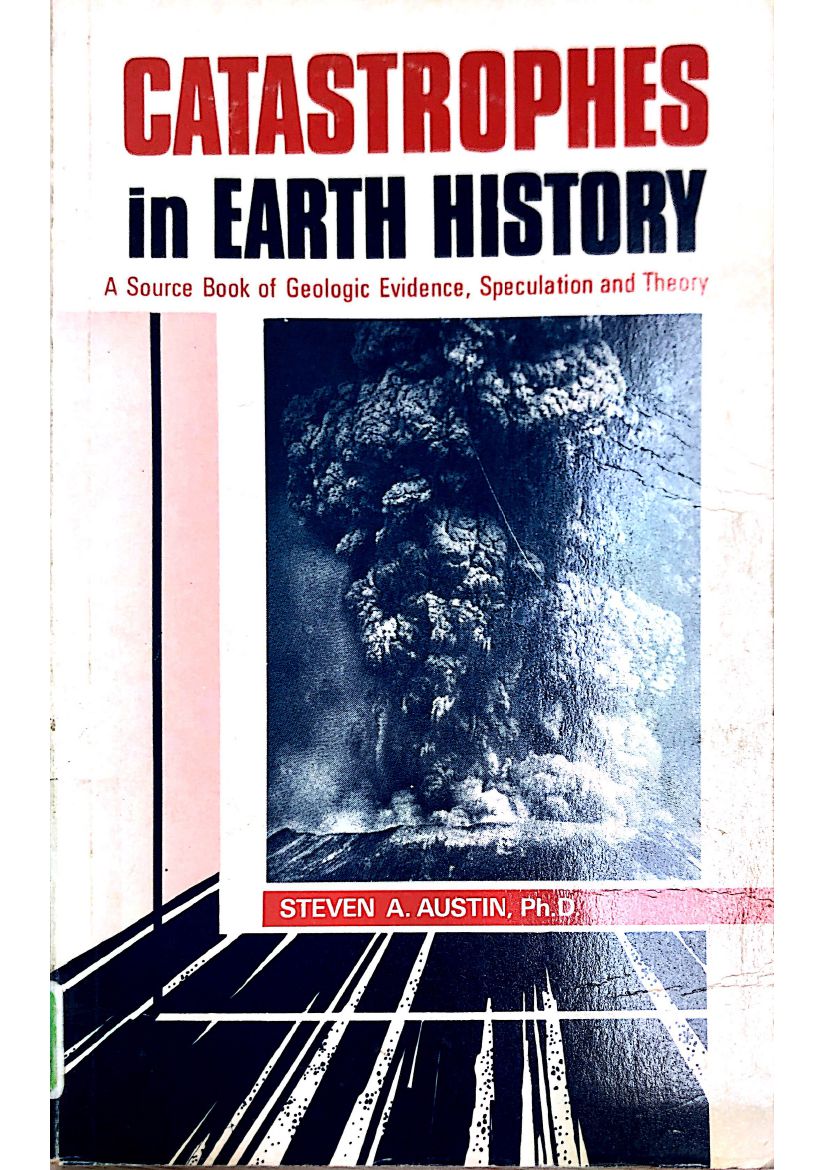 CATASTROPHES
in EARTH HISTORY
A Source Book of Geologic Evidence, Speculation and Theory
STEVEN A. AUSTIN, Ph.D